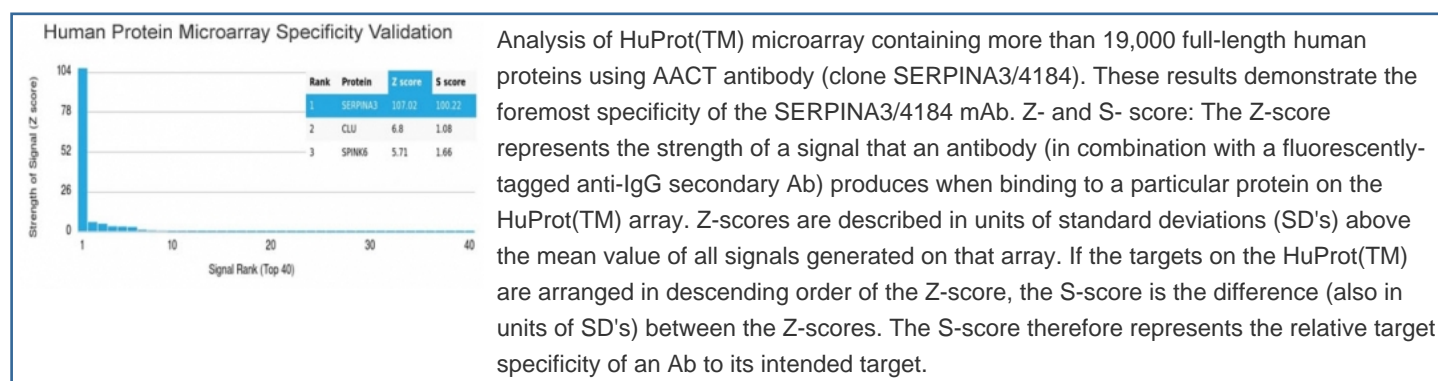 Human Protein Microarray Specificity Validation
Strength of Signal (Z score)
104
78
52
26
0
1
10
20
30
40
Signal Rank (Top 40)
Rank Protein Z score S score
1 SERPINA3 107.02 100.22
2 CLU 6.8 1.08
3 SPINK6 5.71 1.66
Analysis of HuProt(TM) microarray containing more than 19,000 full-length human
proteins using AACT antibody (clone SERPINA3/4184). These results demonstrate the
foremost specificity of the SERPINA3/4184 mAb. Z- and S- score: The Z-score
represents the strength of a signal that an antibody (in combination with a fluorescently-
tagged anti-IgG secondary Ab) produces when binding to a particular protein on the
HuProt(TM) array. Z-scores are described in units of standard deviations (SD's) above
the mean value of all signals generated on that array. If the targets on the HuProt(TM)
are arranged in descending order of the Z-score, the S-score is the difference (also in
units of SD's) between the Z-scores. The S-score therefore represents the relative target
specificity of an Ab to its intended target.